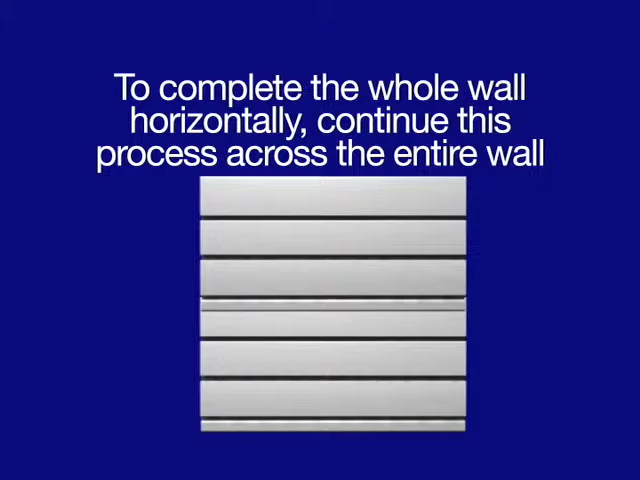 To complete the whole wall
horizontally, continue this
process across the entire wall